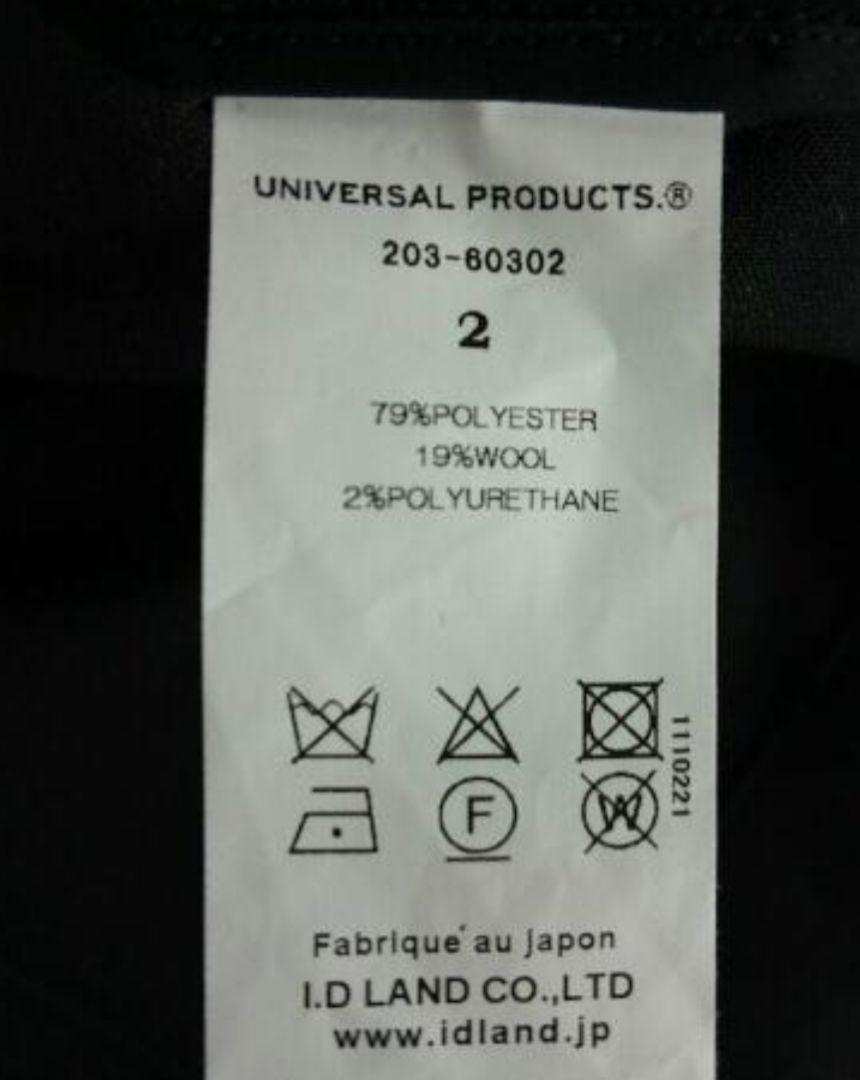 UNIVERSAL PRODUCTS.®
203-60302
2
79%POLYESTER
19%WOOL
2%POLYURETHANE
1110221
F
W
Fabrique´au Japon
I.D LAND CO.,LTD
www.idland.jp